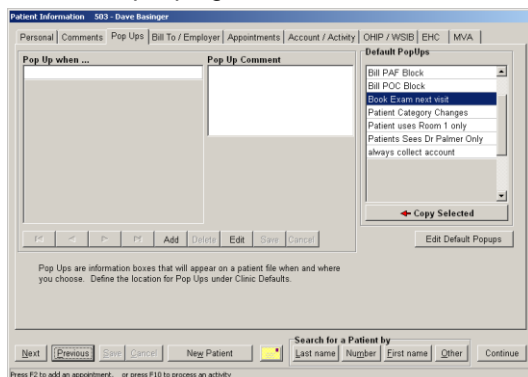 Patient Information 503 - Dave Basinger
Personal Comments Pop Ups Bill To / Employer Appointments Account / Activity OHIP / WSIB EHC MVA
Pop Up when ...
Pop Up Comment
Default PopUps
Bill PAF Block
Bill POC Block
Book Exam next visit
Patient Category Changes
Patient uses Room 1 only
Patients Sees Dr Palmer Only
always collect account
Copy Selected
Add Delete Edit Save Cancel
Edit Default Popups
Pop Ups are information boxes that will appear on a patient file when and where
you choose. Define the location for Pop Ups under Clinic Defaults.
Search for a Patient by
Next Previous Save Cancel New Patient Last name Number First name Other Continue
Press F2 to add an appointment, or press F10 to process an activity